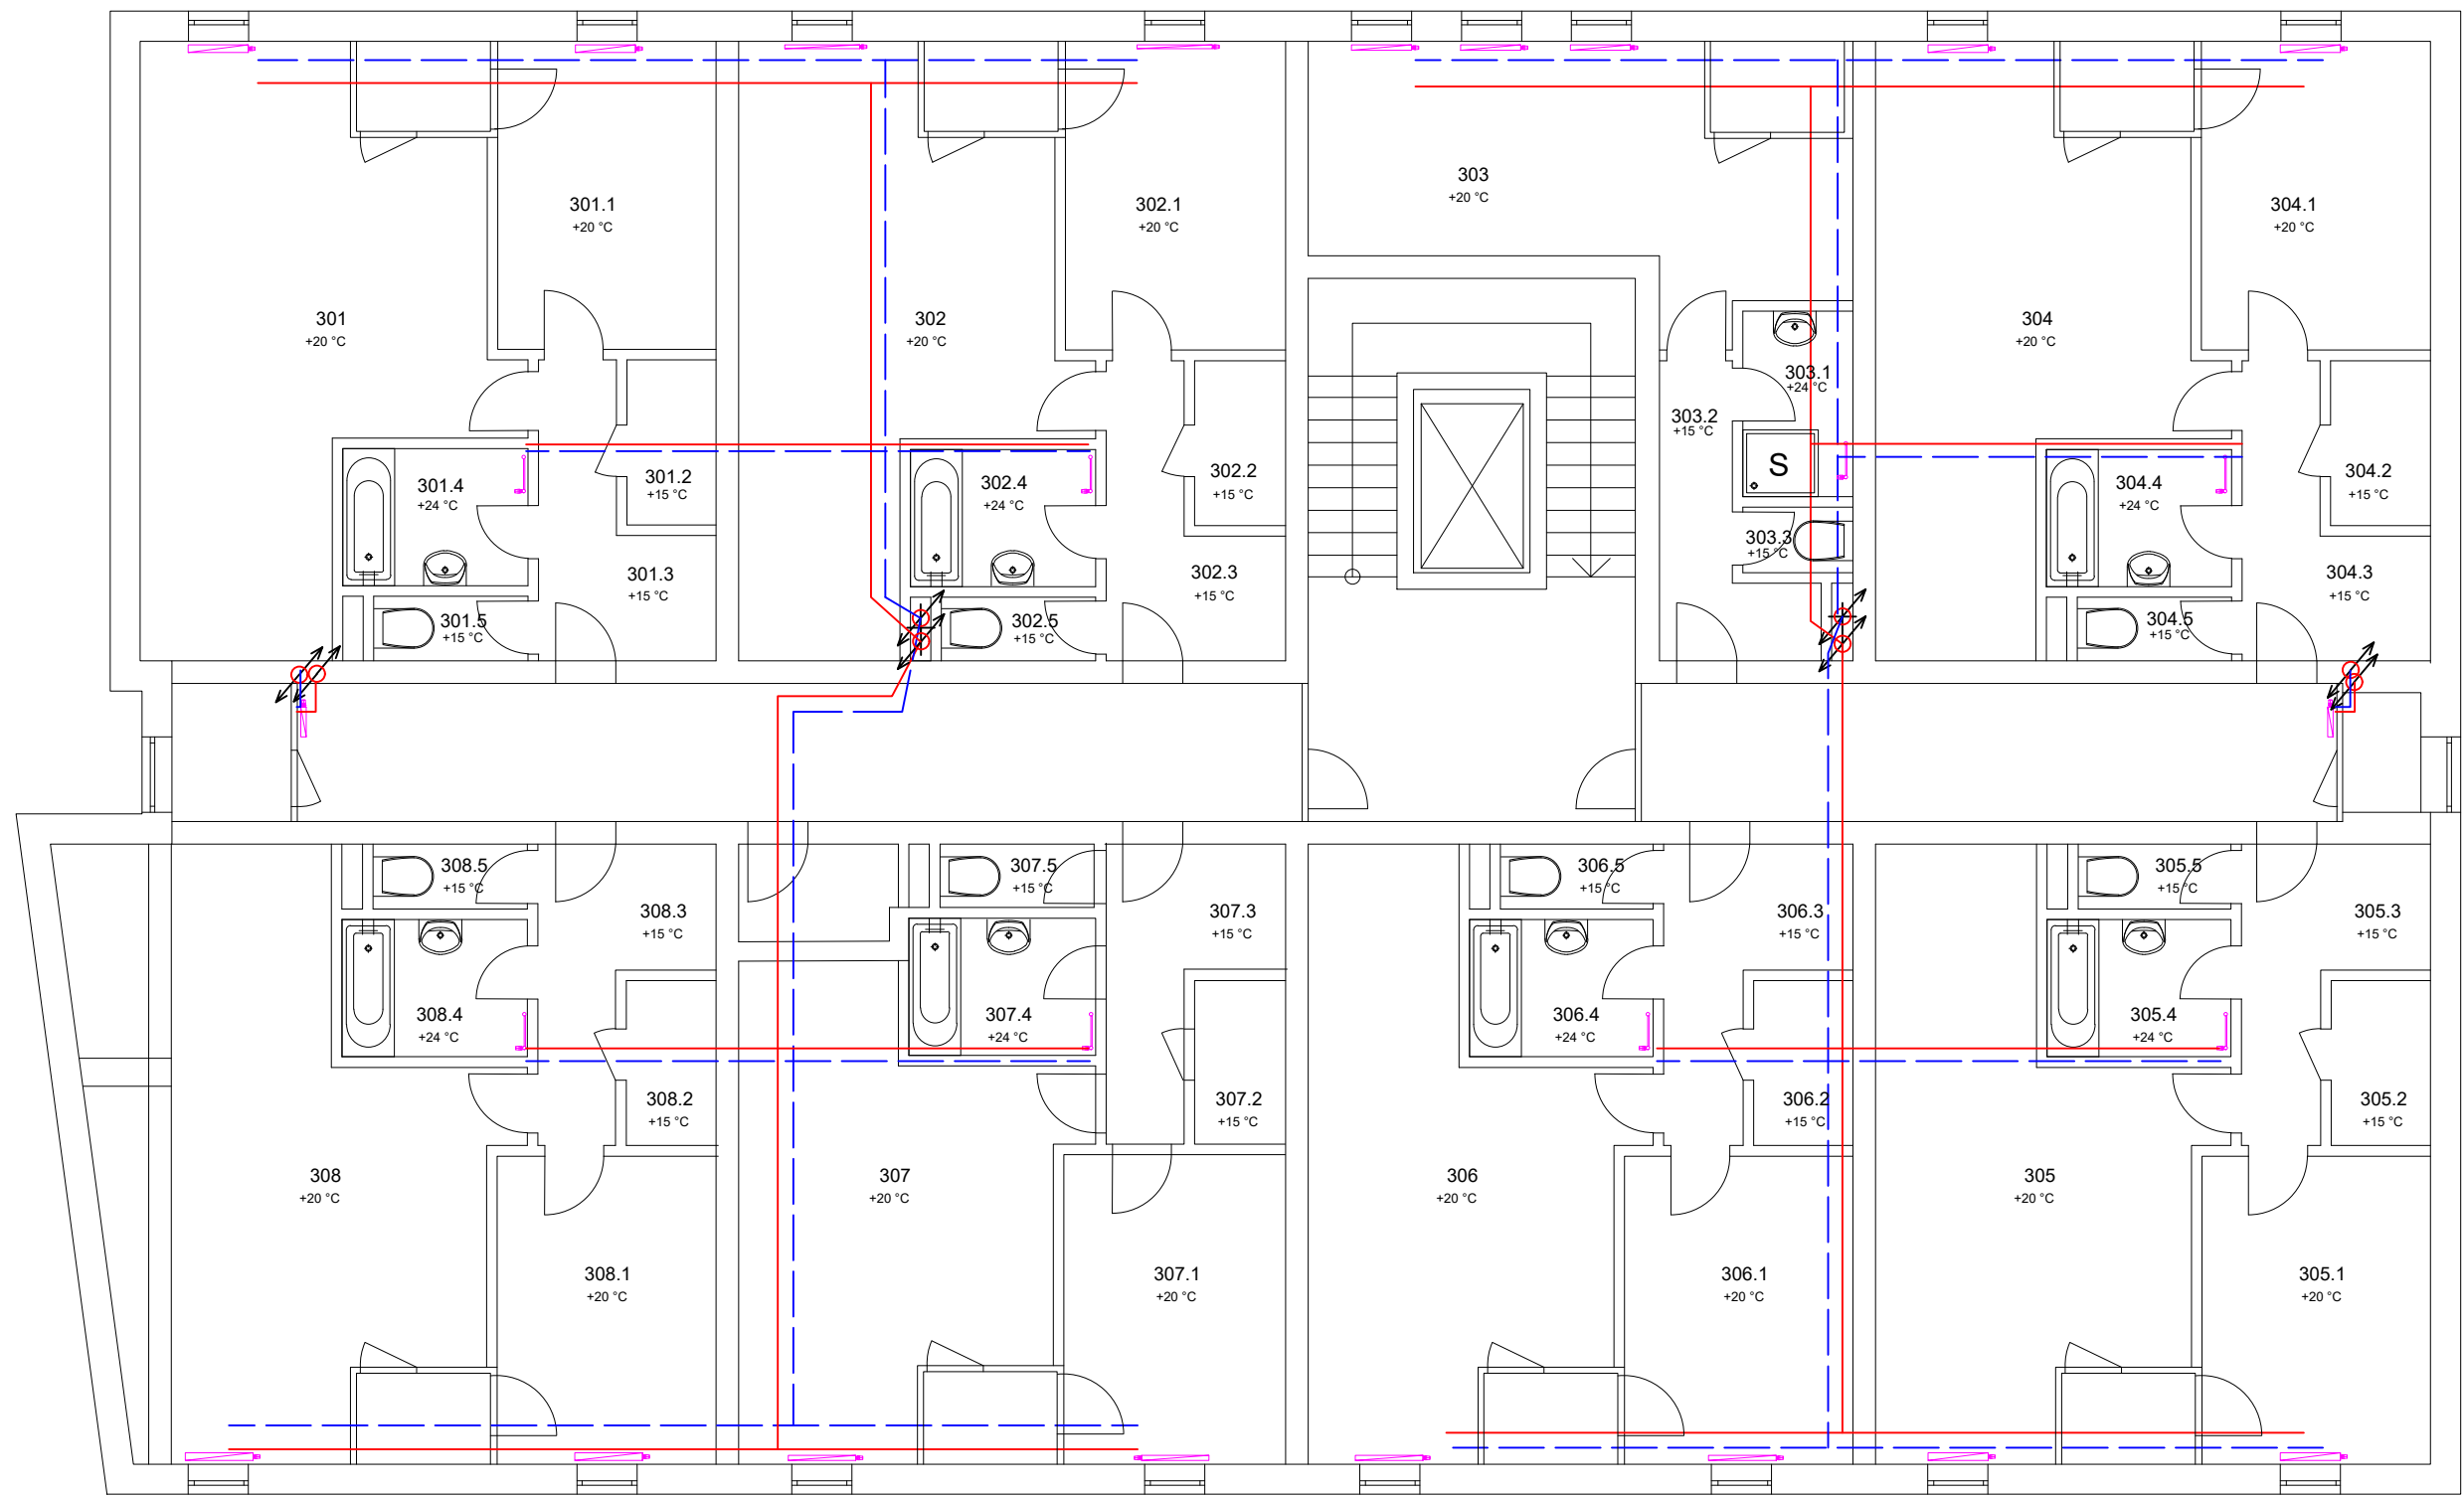 303
+20 °C
301.1
+20 °C
302.1
+20 °C
304.1
+20 °C
301
+20 °C
302
+20 °C
304
+20 °C
303.1
+24 °C
303.2
+15 °C
S
301.4
+24 °C
301.2
+15 °C
302.4
+24 °C
302.2
+15 °C
304.4
+24 °C
304.2
+15 °C
303.3
+15 °C
301.3
+15 °C
302.3
+15 °C
304.3
+15 °C
301.5
+15 °C
302.5
+15 °C
304.5
+15 °C
308.5
+15 °C
307.5
+15 °C
306.5
+15 °C
305.5
+15 °C
308.3
+15 °C
307.3
+15 °C
306.3
+15 °C
305.3
+15 °C
308.4
+24 °C
307.4
+24 °C
306.4
+24 °C
305.4
+24 °C
308.2
+15 °C
307.2
+15 °C
306.2
+15 °C
305.2
+15 °C
308
+20 °C
307
+20 °C
306
+20 °C
305
+20 °C
308.1
+20 °C
307.1
+20 °C
306.1
+20 °C
305.1
+20 °C